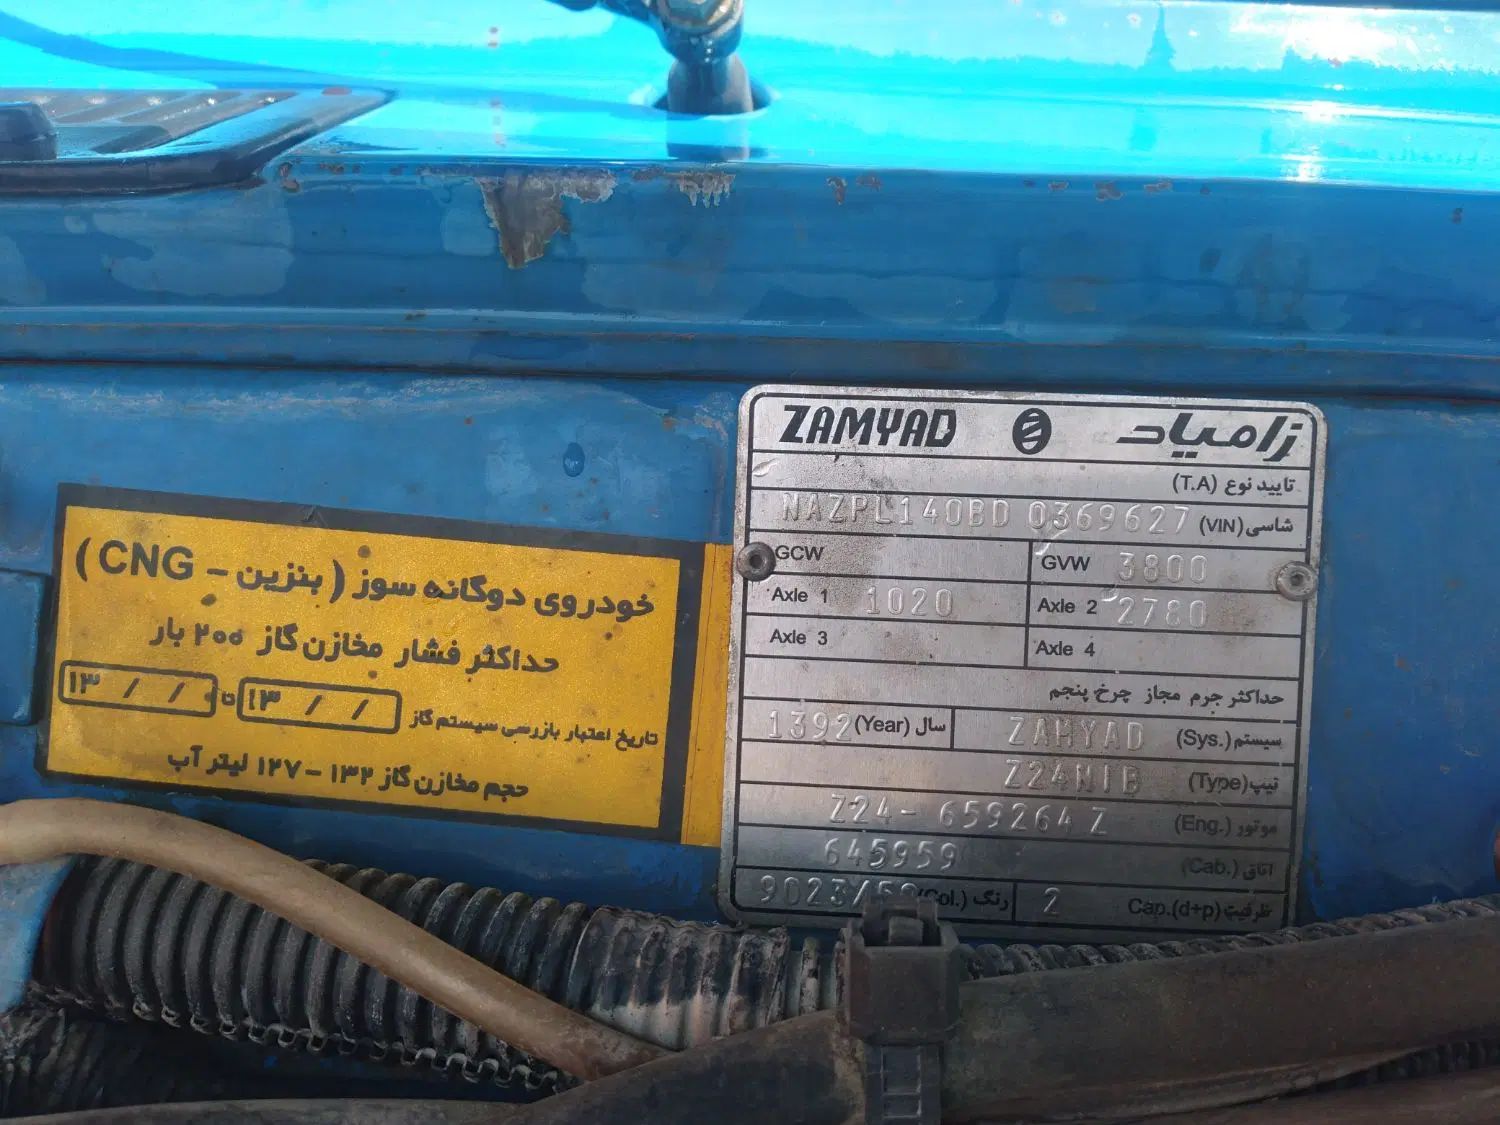 خودروی دوگانه سوز ( بنزین - CNG )
حداکثر فشار مخازن گاز ۲۰۰ بار
تاریخ اعتبار بازرسی سیستم گاز ۱۳ / / تا ۱۳ / /
حجم مخازن گاز ۱۳۲ - ۱۲۷ لیتر آب
ZAMYAD زامیاد
تایید نوع (T.A)
شاسی (VIN) NAZPL140BD 0369627
GCW GVW 3800
Axle 1 1020 Axle 2 2780
Axle 3 Axle 4
حداکثر جرم مجاز چرخ پنجم
سیستم (Sys.) ZAMYAD سال (Year) 1392
تیپ (Type) Z24NIB
موتور (Eng.) Z24-659264 Z
اتاق (Cab.) 645959
ظرفیت Cap.(d+p) 2 رنگ (Col.)